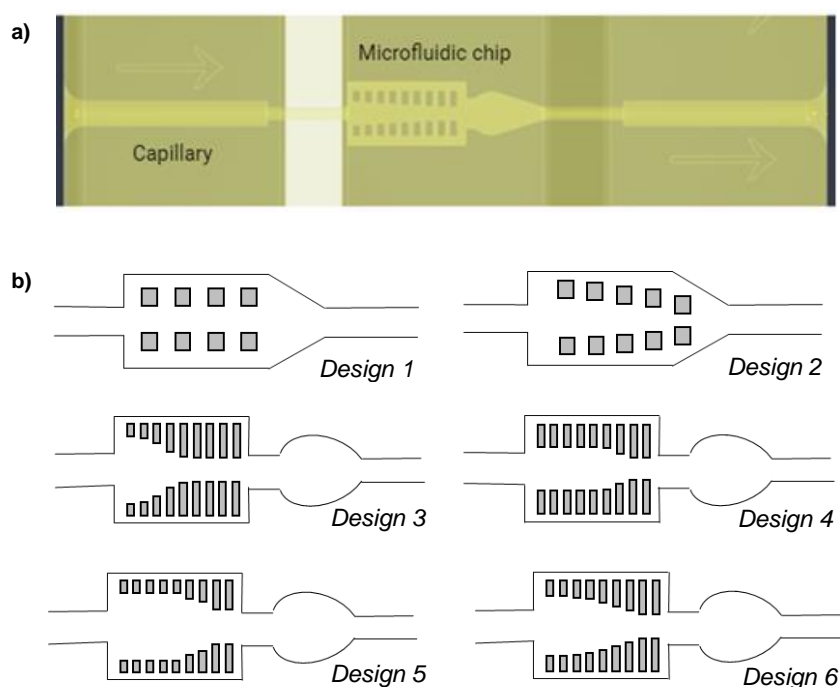 a)
Microfluidic chip
Capillary
b)
Design 1
Design 2
Design 3
Design 4
Design 5
Design 6